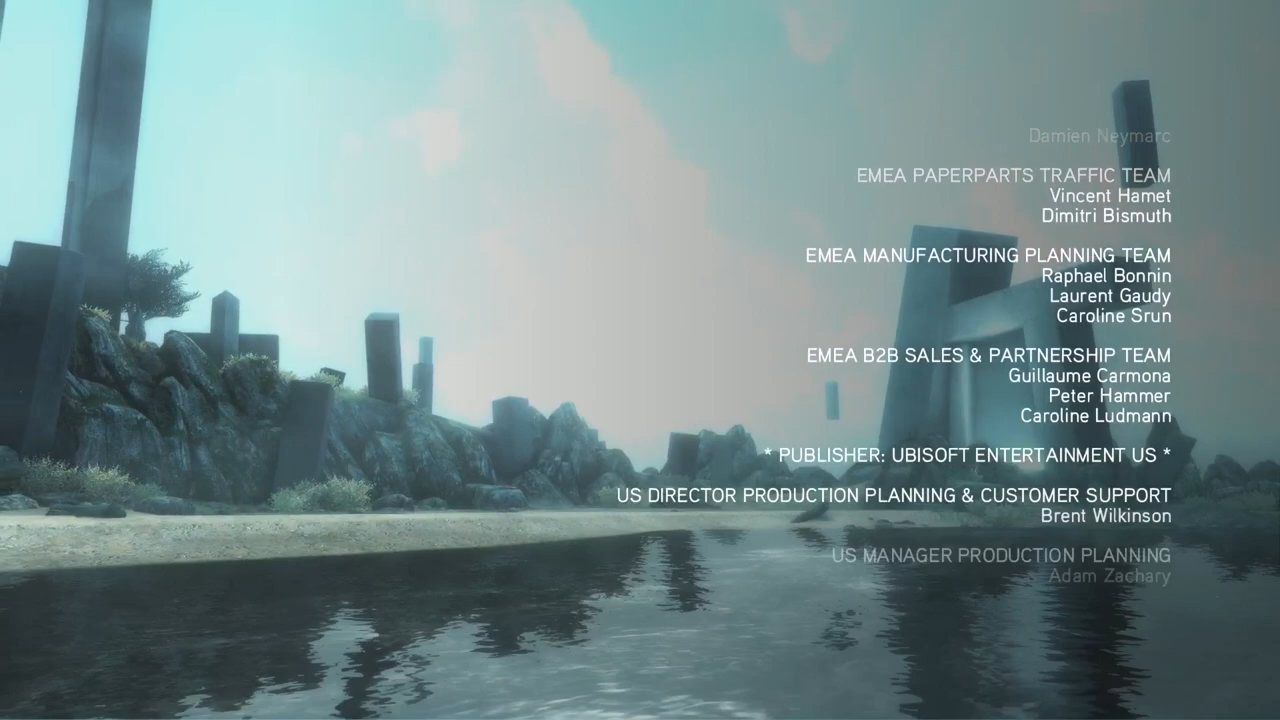 Damien Neymarc
EMEA PAPERPARTS TRAFFIC TEAM
Vincent Hamet
Dimitri Bismuth
EMEA MANUFACTURING PLANNING TEAM
Raphael Bonnin
Laurent Gaudy
Caroline Srun
EMEA B2B SALES & PARTNERSHIP TEAM
Guillaume Carmona
Peter Hammer
Caroline Ludmann
* PUBLISHER: UBISOFT ENTERTAINMENT US *
US DIRECTOR PRODUCTION PLANNING & CUSTOMER SUPPORT
Brent Wilkinson
US MANAGER PRODUCTION PLANNING
Adam Zachary